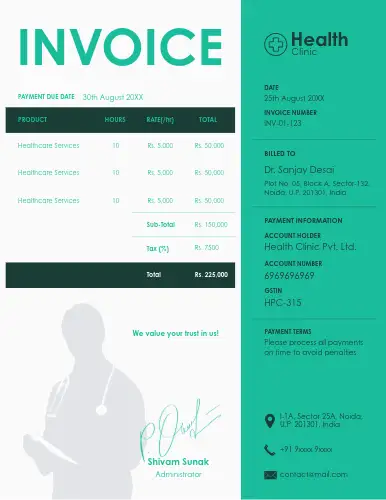 INVOICE
PAYMENT DUE DATE 30th August 20XX
PRODUCT HOURS RATE(/hr) TOTAL
Healthcare Services 10 Rs. 5,000 Rs. 50,000
Healthcare Services 10 Rs. 5,000 Rs. 50,000
Healthcare Services 10 Rs. 5,000 Rs. 50,000
Sub-Total Rs. 150,000
Tax (%) Rs. 7500
Total Rs. 225,000
We value your trust in us!
Shivam Sunak
Administrator
Health
Clinic
DATE
25th August 20XX
INVOICE NUMBER
INV-01-123
BILLED TO
Dr. Sanjay Desai
Plot No. 05, Block A, Sector-132,
Noida, U.P. 201301, India
PAYMENT INFORMATION
ACCOUNT HOLDER
Health Clinic Pvt. Ltd.
ACCOUNT NUMBER
6969696969
GSTIN
HPC-315
PAYMENT TERMS
Please process all payments
on time to avoid penalties.
I-1A, Sector 25A, Noida,
U.P. 201301, India
+91 9xxxx 9xxxx
contact@mail.com